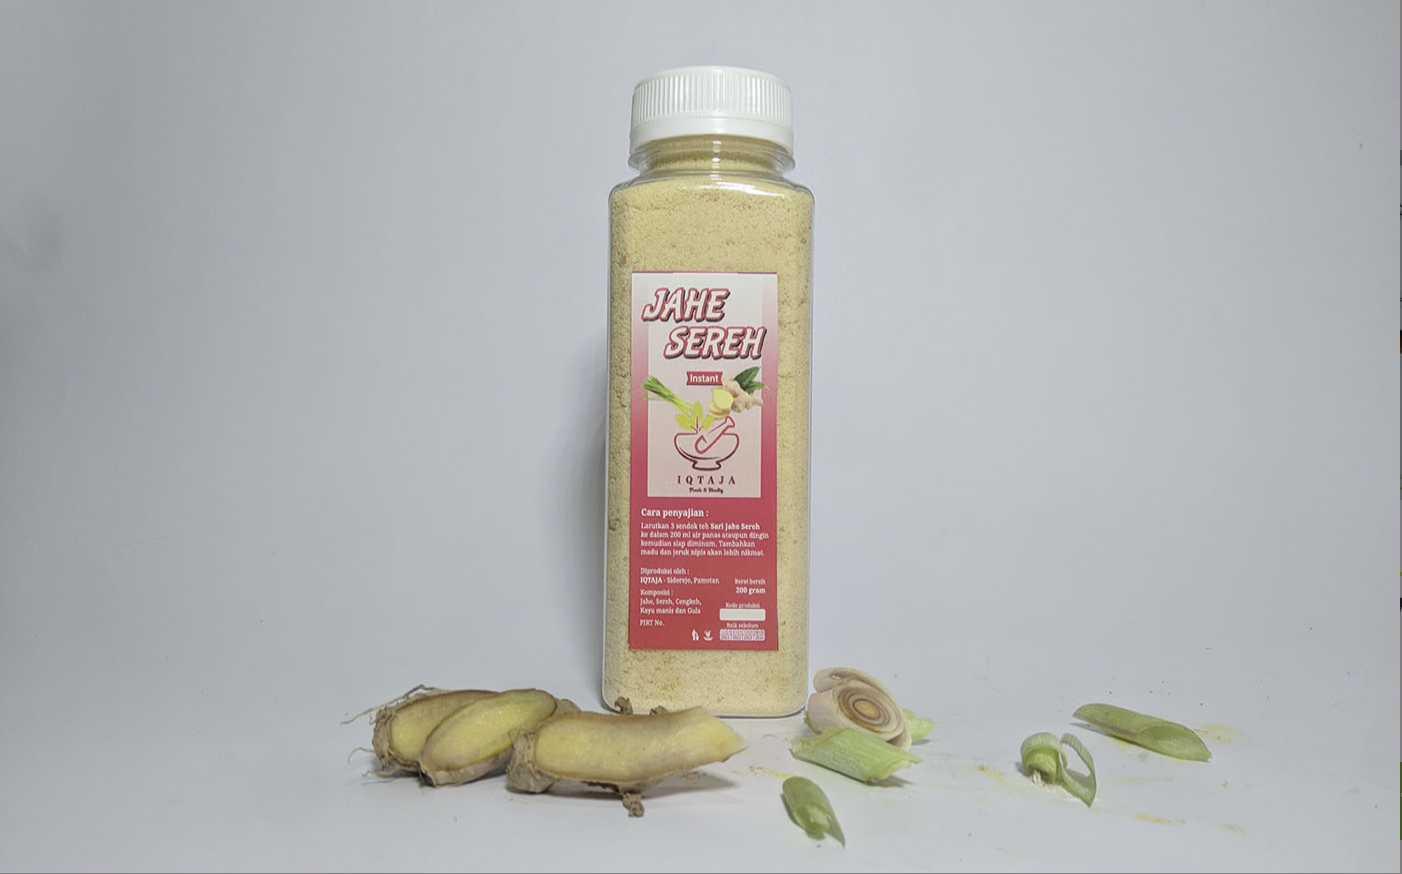 JAHE
SEREH
Instant
IQTAJA
Fresh & Healty
Cara penyajian :
Larutkan 3 sendok teh Sari Jahe Sereh
ke dalam 200 ml air panas ataupun dingin
kemudian siap diminum. Tambahkan
madu dan jeruk nipis akan lebih nikmat.
Diproduksi oleh :
IQTAJA - Sidorejo, Pamotan
Komposisi :
Jahe, Sereh, Cengkeh,
Kayu manis dan Gula
PIRT No.
Berat bersih
200 gram
Kode produksi
Baik sebelum